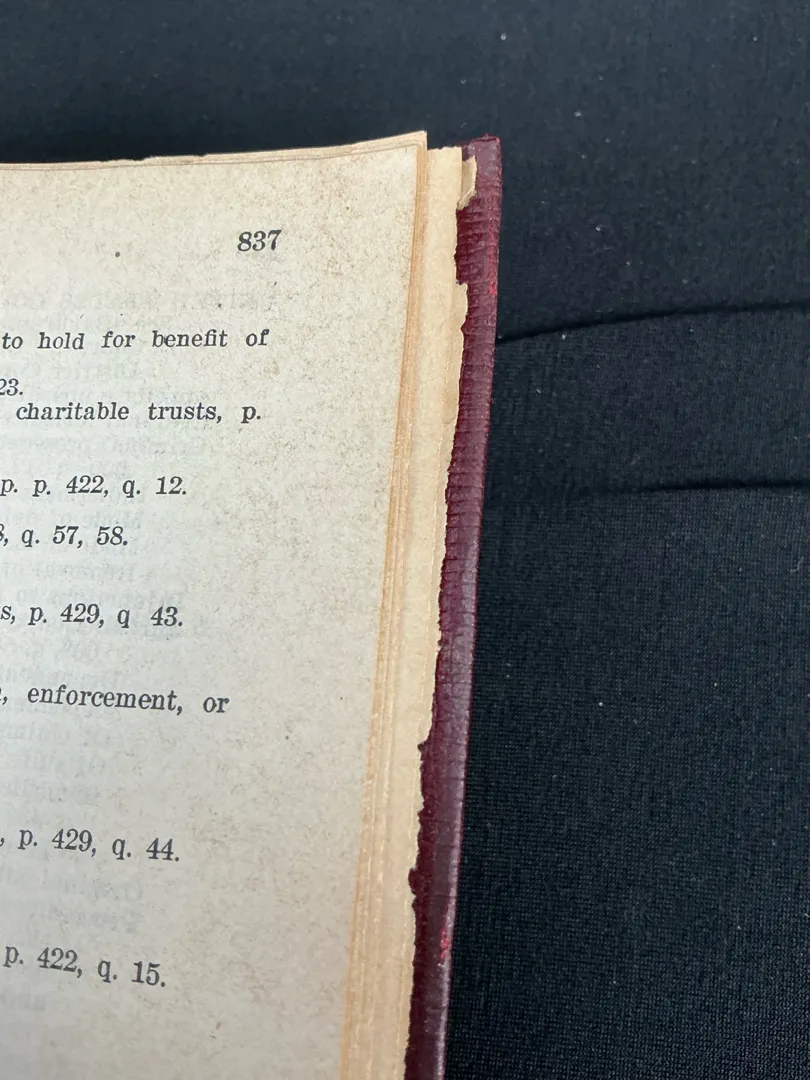 837
to hold for benefit of
23.
charitable trusts, p.
p. p. 422, q. 12.
, q. 57, 58.
s, p. 429, q 43.
, enforcement, or
, p. 429, q. 44.
p. 422, q. 15.